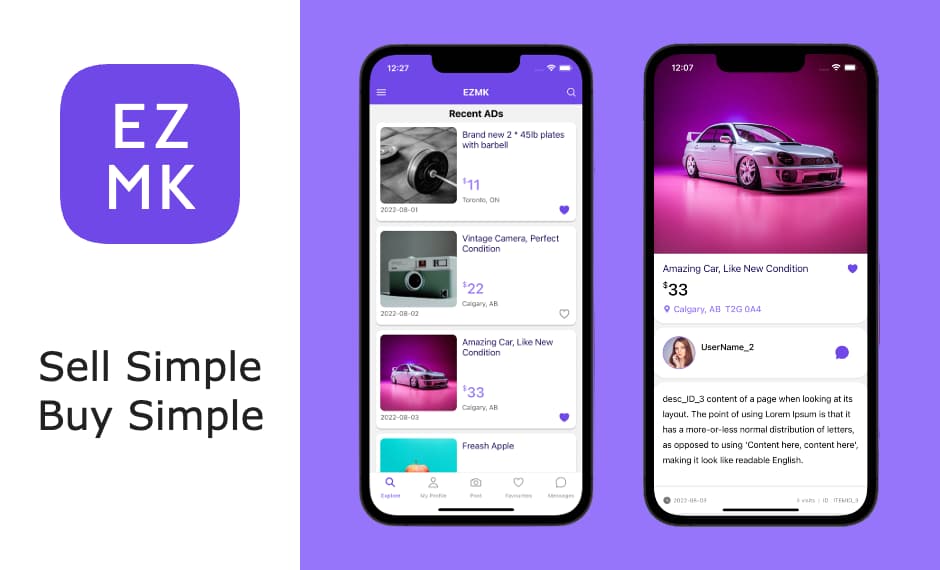 EZ
MK
Sell Simple
Buy Simple
12:27
EZMK
Recent ADs
Brand new 2 * 45lb plates
with barbell
$11
Toronto, ON
2022-08-01
Vintage Camera, Perfect
Condition
$22
Calgary, AB
2022-08-02
Amazing Car, Like New
Condition
$33
Calgary, AB
2022-08-03
Freash Apple
Explore
My Profile
Post
Favourites
Messages
12:07
Amazing Car, Like New Condition
$33
Calgary, AB T2G 0A4
UserName_2
desc_ID_3 content of a page when looking at its
layout. The point of using Lorem Ipsum is that it
has a more-or-less normal distribution of letters,
as opposed to using 'Content here, content here',
making it look like readable English.
2022-08-03
visits | ID